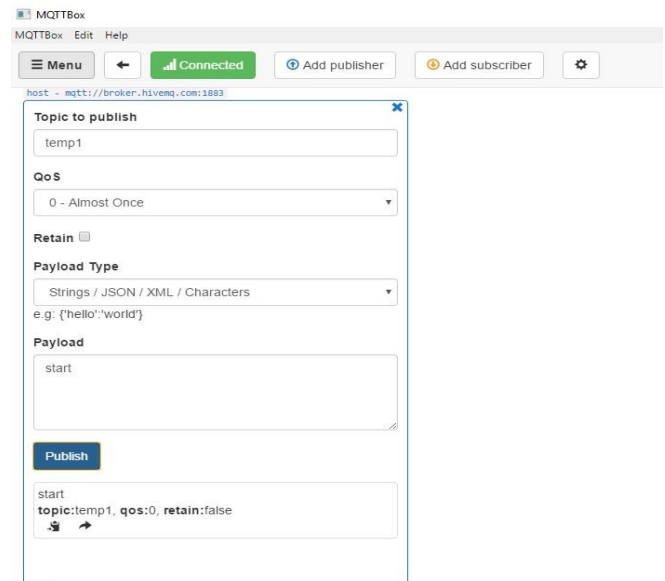 MQTTBox
MQTTBox Edit Help
Menu Connected Add publisher Add subscriber
host - mqtt://broker.hivemq.com:1883
Topic to publish
temp1
QoS
0 - Almost Once
Retain
Payload Type
Strings / JSON / XML / Characters
e.g: {'hello':'world'}
Payload
start
Publish
start
topic:temp1, qos:0, retain:false